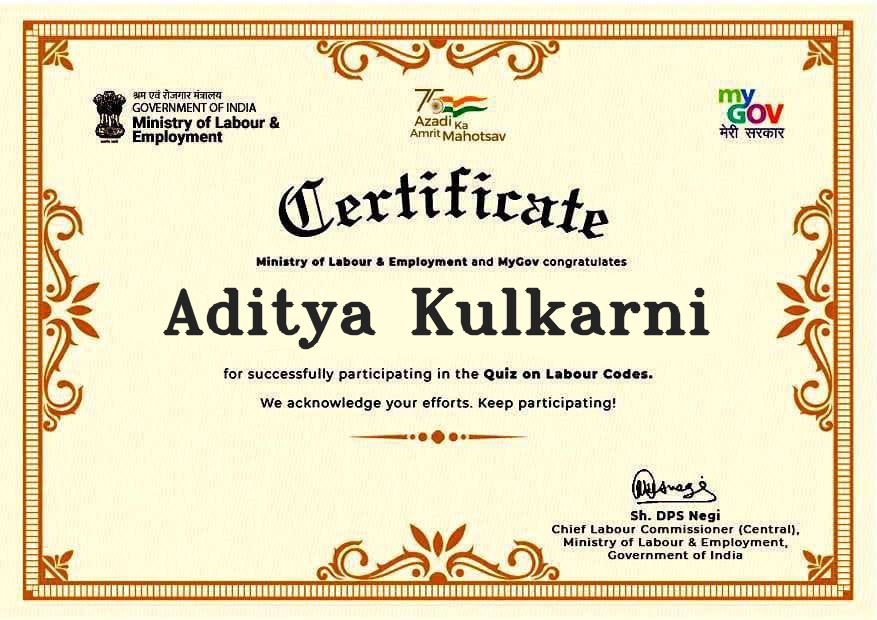 श्रम एवं रोजगार मंत्रालय
GOVERNMENT OF INDIA
Ministry of Labour &
Employment
75
Azadi Ka
Amrit Mahotsav
my
GOV
मेरी सरकार
Certificate
Ministry of Labour & Employment and MyGov congratulates
Aditya Kulkarni
for successfully participating in the Quiz on Labour Codes.
We acknowledge your efforts. Keep participating!
Sh. DPS Negi
Chief Labour Commissioner (Central),
Ministry of Labour & Employment,
Government of India